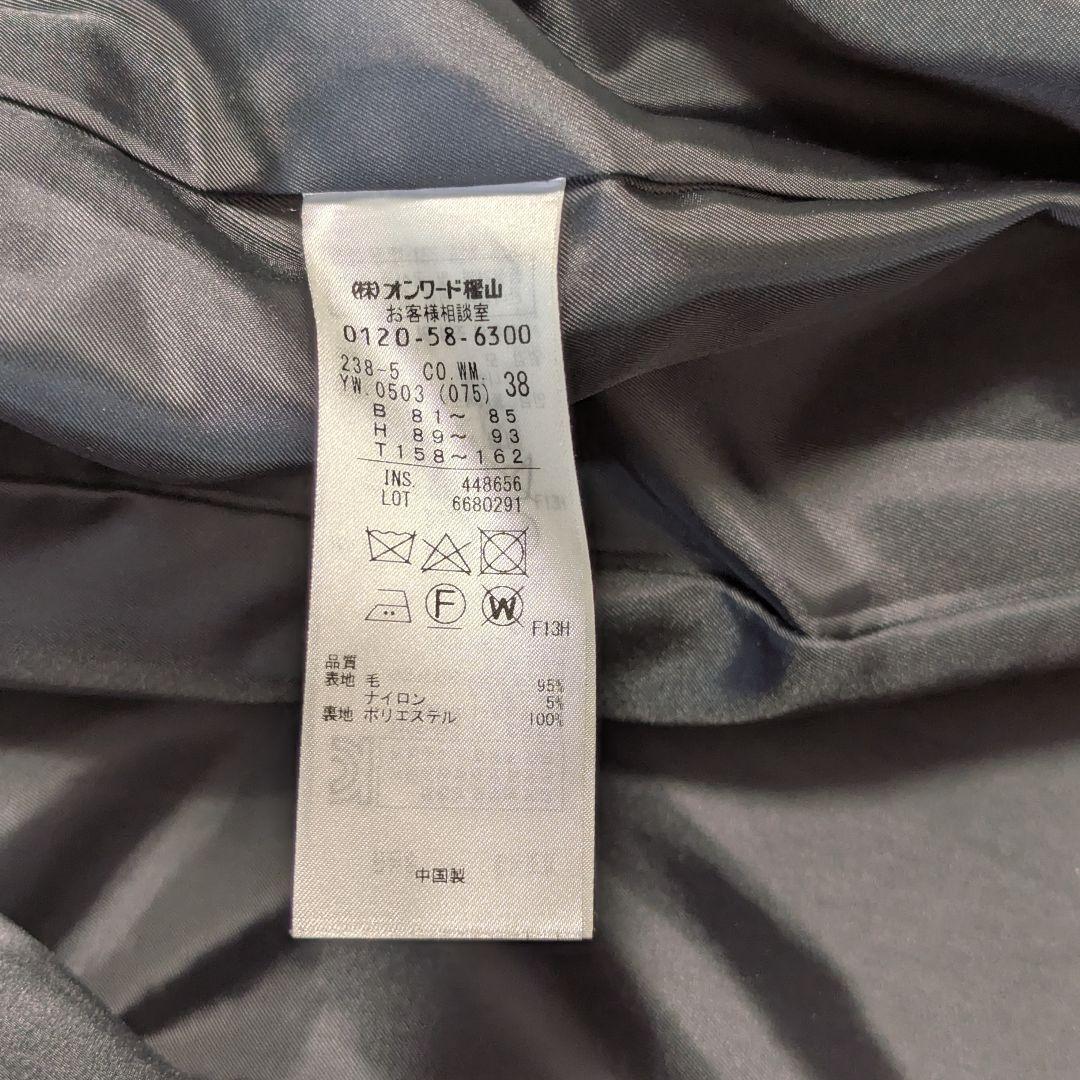 (株)オンワード樫山
お客様相談室
0120-58-6300
238-5 CO.WM. 38
YW.0503 (075)
B 81～ 85
H 89～ 93
T158～162
INS 448656
LOT 6680291
F W
F13H
品質
表地 毛 95%
ナイロン 5%
裏地 ポリエステル 100%
中国製